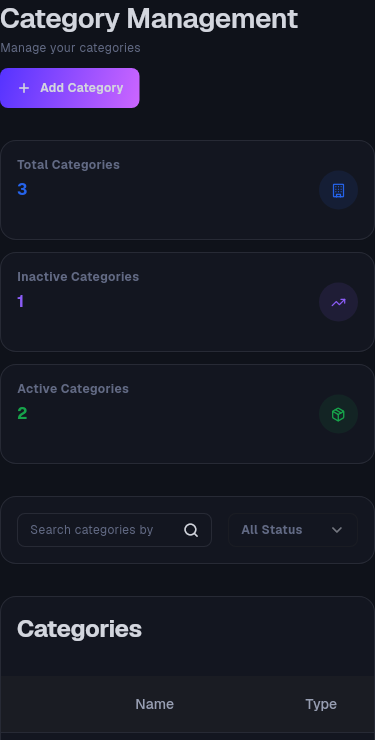 Category Management
Manage your categories
Add Category
Total Categories
3
Inactive Categories
1
Active Categories
2
Search categories by
All Status
Categories
Name
Type